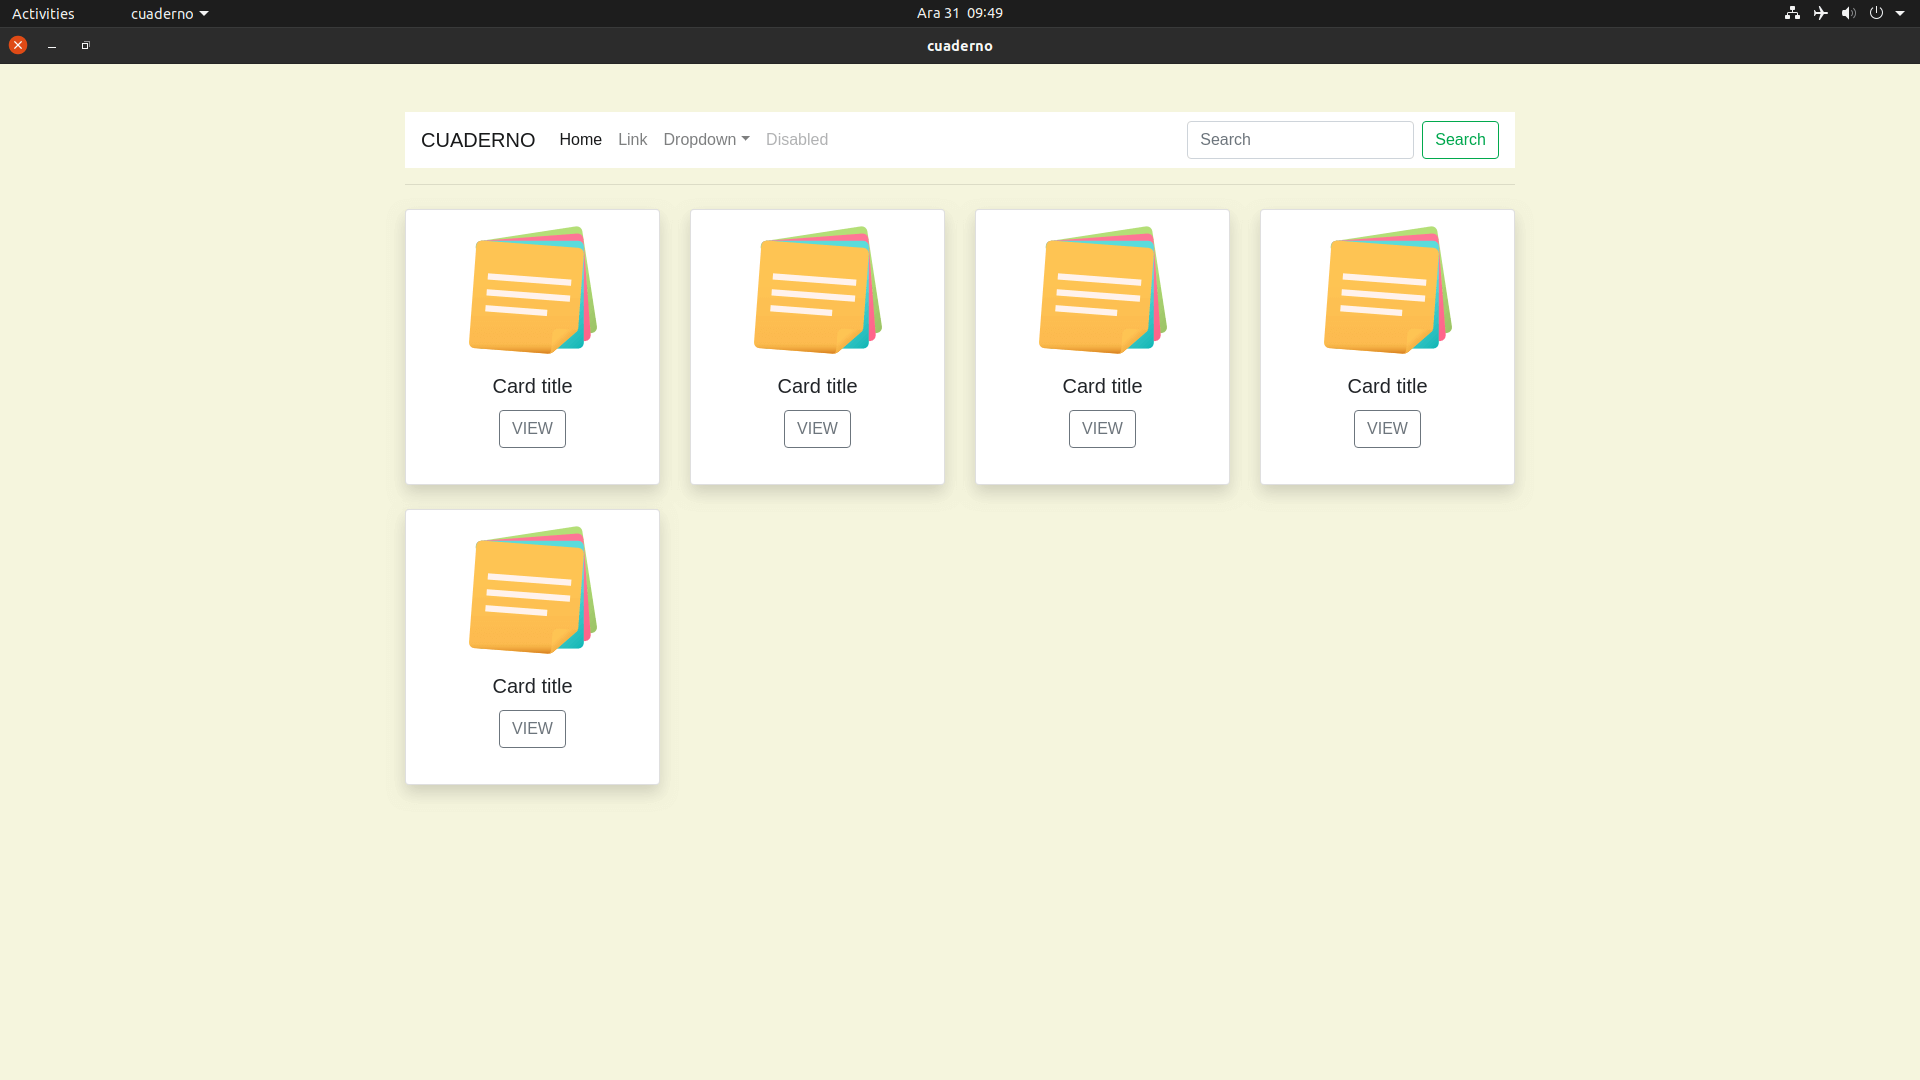 Activities cuaderno Ara 31 09:49
cuaderno
CUADERNO Home Link Dropdown Disabled Search Search
Card title Card title Card title Card title
VIEW VIEW VIEW VIEW
Card title
VIEW